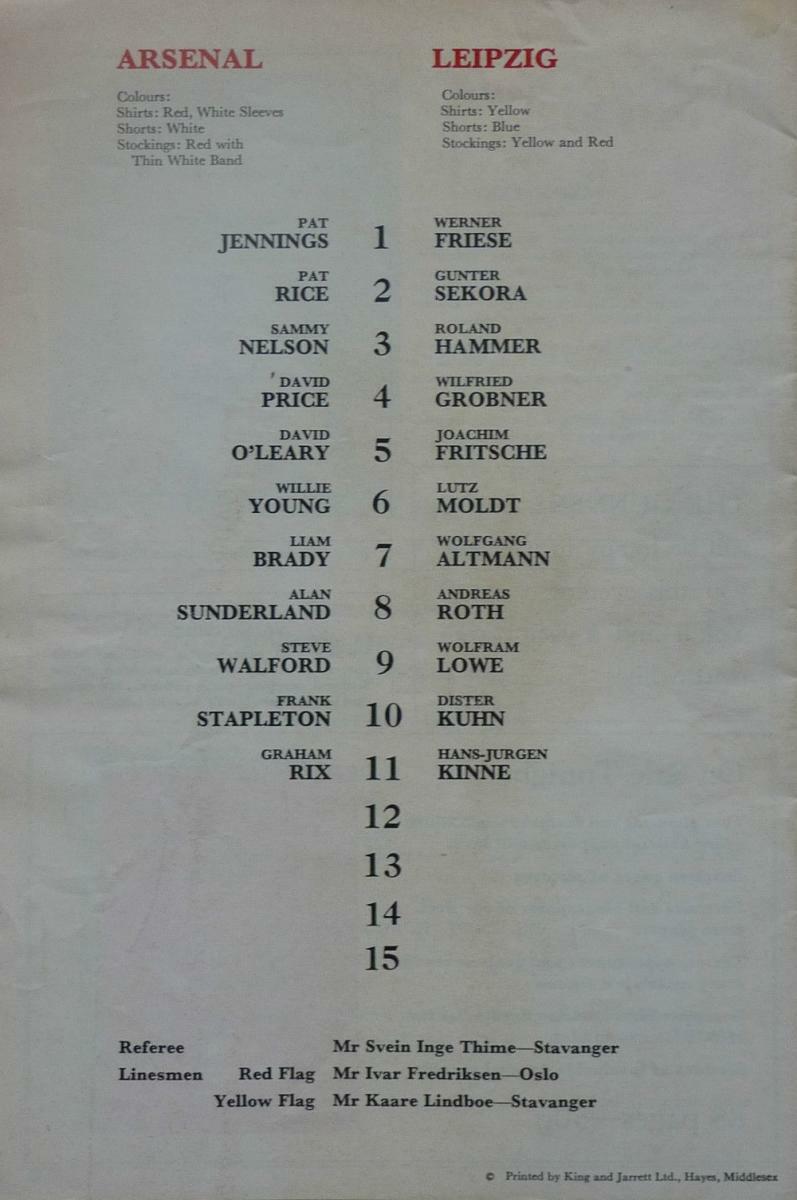 ARSENAL LEIPZIG
Colours: Colours:
Shirts: Red, White Sleeves Shirts: Yellow
Shorts: White Shorts: Blue
Stockings: Red with Stockings: Yellow and Red
Thin White Band
PAT WERNER
JENNINGS 1 FRIESE
PAT GUNTER
RICE 2 SEKORA
SAMMY ROLAND
NELSON 3 HAMMER
DAVID WILFRIED
PRICE 4 GROBNER
DAVID JOACHIM
O'LEARY 5 FRITSCHE
WILLIE LUTZ
YOUNG 6 MOLDT
LIAM WOLFGANG
BRADY 7 ALTMANN
ALAN ANDREAS
SUNDERLAND 8 ROTH
STEVE WOLFRAM
WALFORD 9 LOWE
FRANK DISTER
STAPLETON 10 KUHN
GRAHAM HANS-JURGEN
RIX 11 KINNE
12
13
14
15
Referee Mr Svein Inge Thime—Stavanger
Linesmen Red Flag Mr Ivar Fredriksen—Oslo
Yellow Flag Mr Kaare Lindboe—Stavanger
© Printed by King and Jarrett Ltd., Hayes, Middlesex